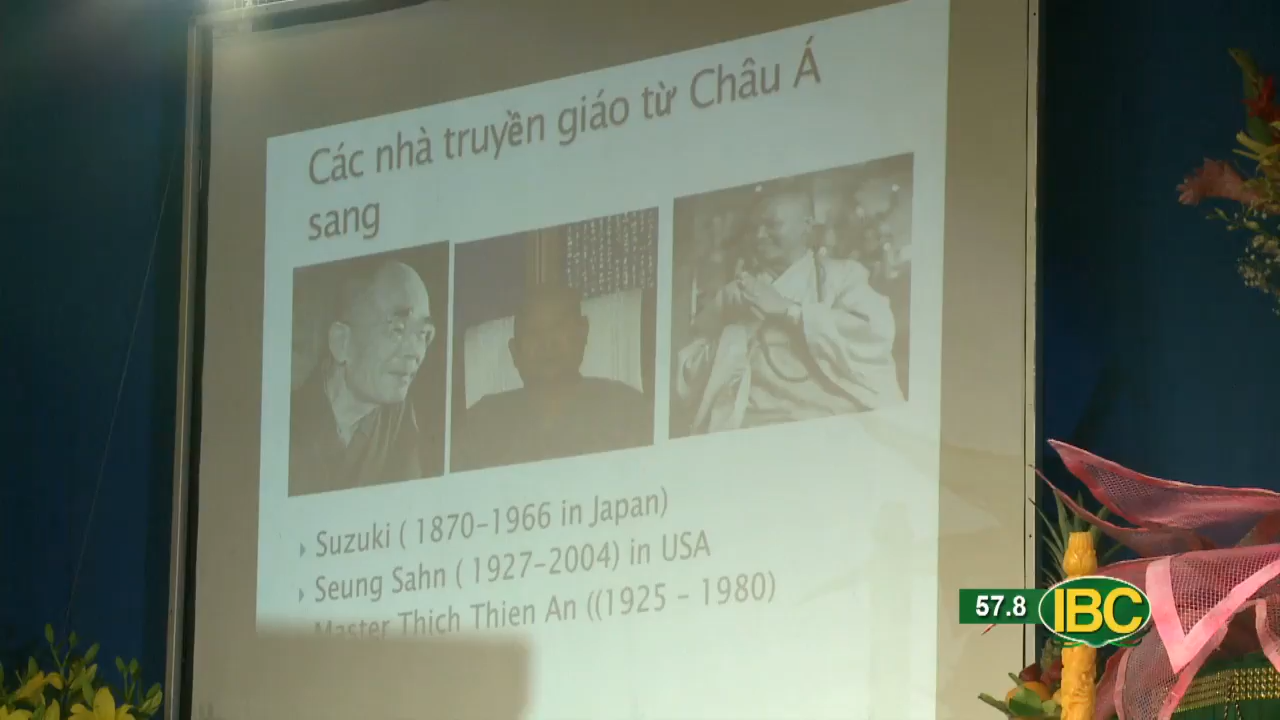 Các nhà truyền giáo từ Châu Á
sang
Suzuki ( 1870-1966 in Japan)
Seung Sahn ( 1927-2004) in USA
Master Thich Thien An ((1925 - 1980)
57.8 IBC